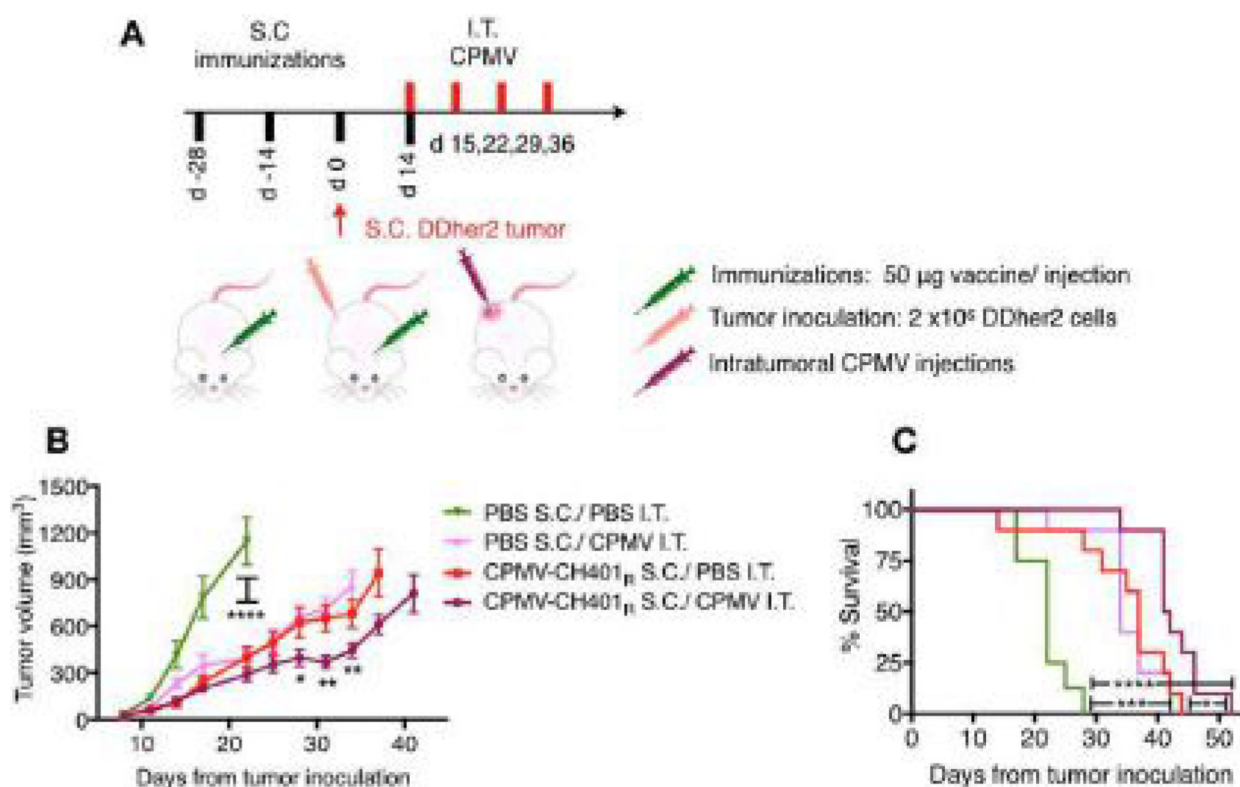 A
S.C
immunizations
I.T.
CPMV
d -28
d -14
d 0
d 14
d 15,22,29,36
S.C. DDher2 tumor
Immunizations: 50 µg vaccine/ injection
Tumor inoculation: 2 x10⁶ DDher2 cells
Intratumoral CPMV injections
B
Tumor volume (mm³)
1500
1200
900
600
300
0
10
20
30
40
Days from tumor inoculation
****
*
**
**
PBS S.C./ PBS I.T.
PBS S.C./ CPMV I.T.
CPMV-CH401ₙ S.C./ PBS I.T.
CPMV-CH401ₙ S.C./ CPMV I.T.
C
% Survival
100
75
50
25
0
0
10
20
30
40
50
Days from tumor inoculation
****
***
*